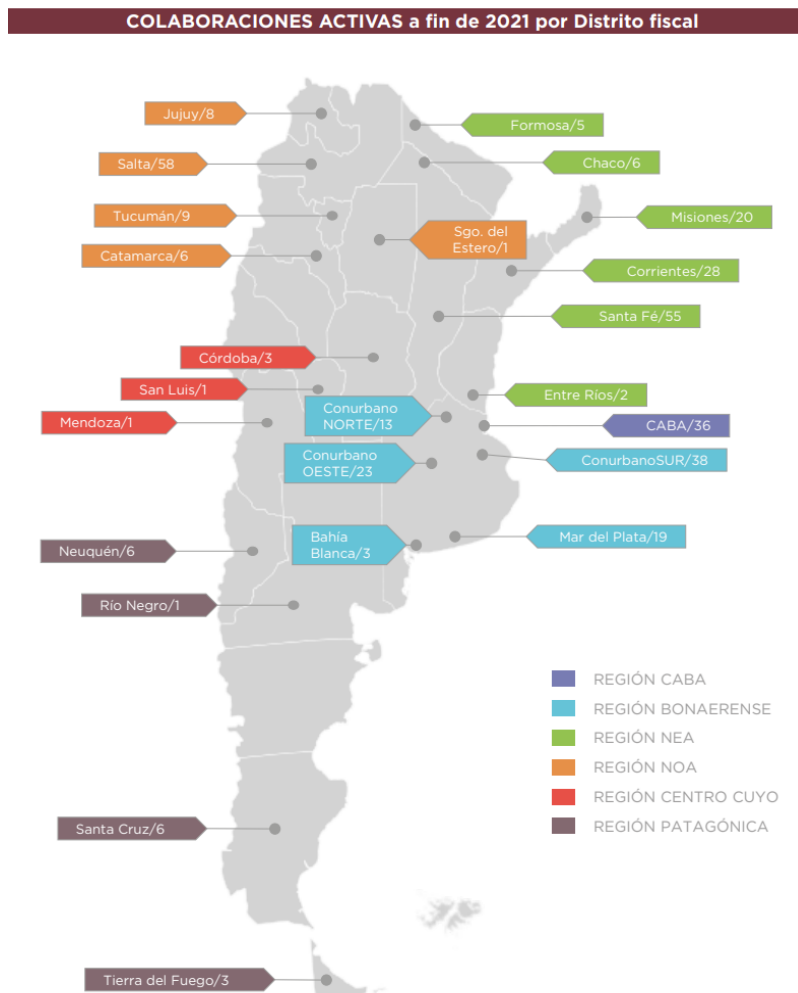 COLABORACIONES ACTIVAS a fin de 2021 por Distrito fiscal
Jujuy/8
Formosa/5
Salta/58
Chaco/6
Tucumán/9
Misiones/20
Sgo. del
Estero/1
Catamarca/6
Corrientes/28
Santa Fé/55
Córdoba/3
San Luis/1
Entre Ríos/2
Mendoza/1
Conurbano
NORTE/13
CABA/36
Conurbano
OESTE/23
ConurbanoSUR/38
Neuquén/6
Bahía
Blanca/3
Mar del Plata/19
Río Negro/1
REGIÓN CABA
REGIÓN BONAERENSE
REGIÓN NEA
REGIÓN NOA
REGIÓN CENTRO CUYO
REGIÓN PATAGÓNICA
Santa Cruz/6
Tierra del Fuego/3